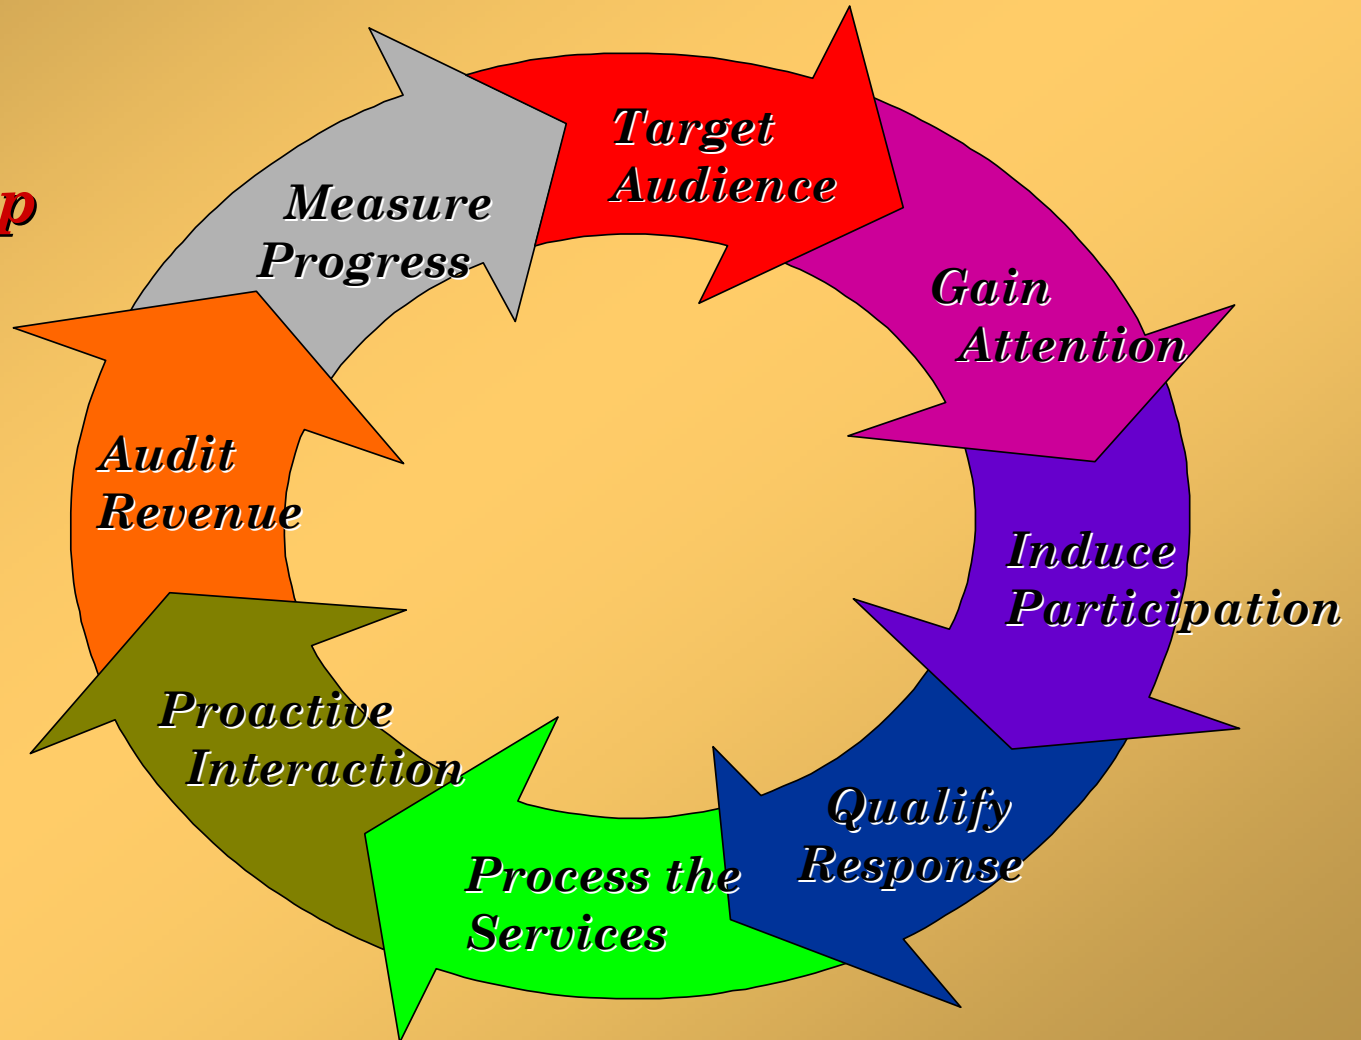 p
Target
Audience
Gain
Attention
Induce
Participation
Qualify
Response
Process the
Services
Proactive
Interaction
Audit
Revenue
Measure
Progress